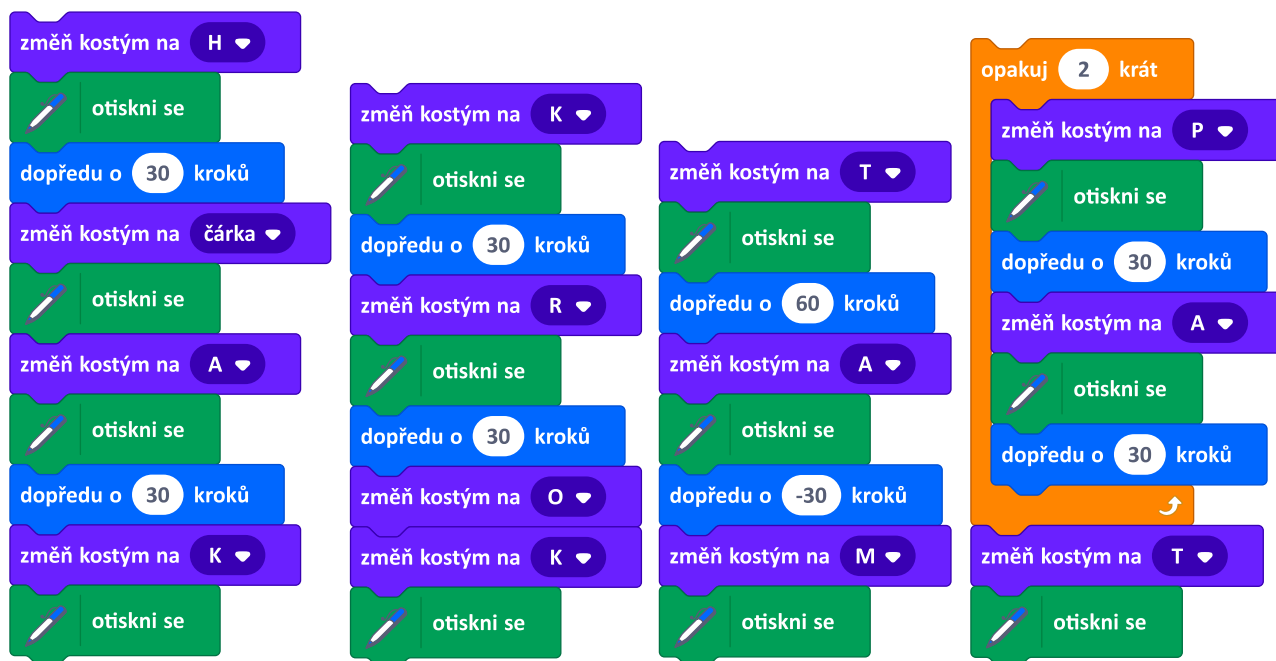 změň kostým na H
otiskni se
dopředu o 30 kroků
změň kostým na čárka
otiskni se
změň kostým na A
otiskni se
dopředu o 30 kroků
změň kostým na K
otiskni se
změň kostým na K
otiskni se
dopředu o 30 kroků
změň kostým na R
otiskni se
dopředu o 30 kroků
změň kostým na O
změň kostým na K
otiskni se
změň kostým na T
otiskni se
dopředu o 60 kroků
změň kostým na A
otiskni se
dopředu o -30 kroků
změň kostým na M
otiskni se
opakuj 2 krát
změň kostým na P
otiskni se
dopředu o 30 kroků
změň kostým na A
otiskni se
dopředu o 30 kroků
změň kostým na T
otiskni se